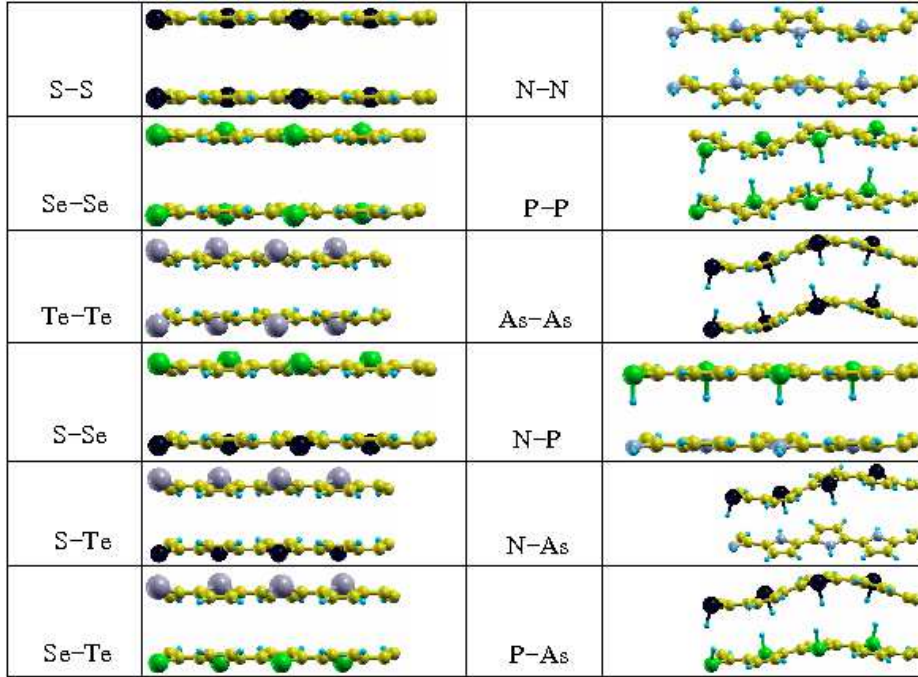 S–S
N–N
Se–Se
P–P
Te–Te
As–As
S–Se
N–P
S–Te
N–As
Se–Te
P–As